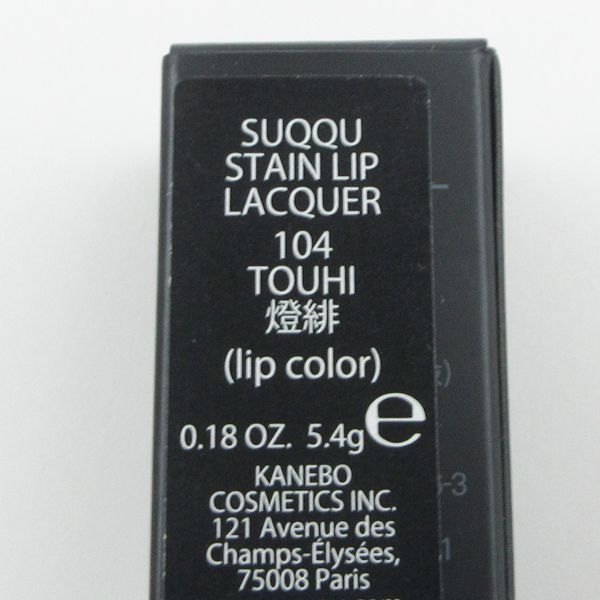 SUQQU
STAIN LIP
LACQUER
104
TOUHI
燈緋
(lip color)
0.18 OZ. 5.4g℮
KANEBO
COSMETICS INC.
121 Avenue des
Champs-Élysées,
75008 Paris